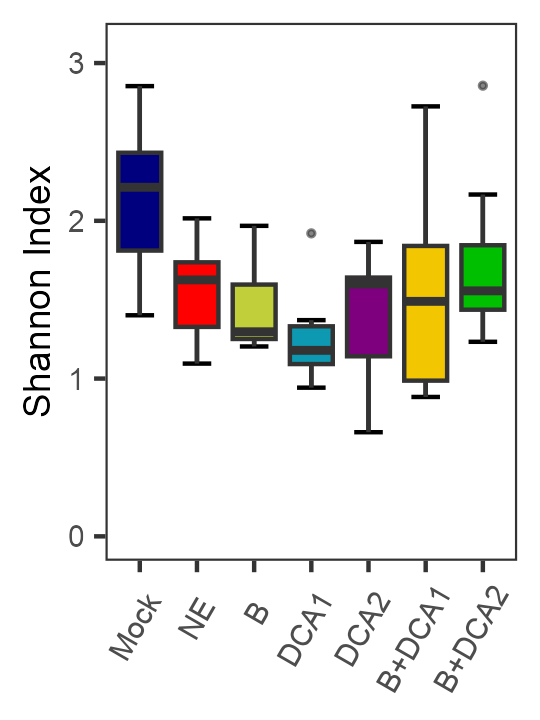 Shannon Index
3
2
1
0
Mock
NE
B
DCA1
DCA2
B+DCA1
B+DCA2